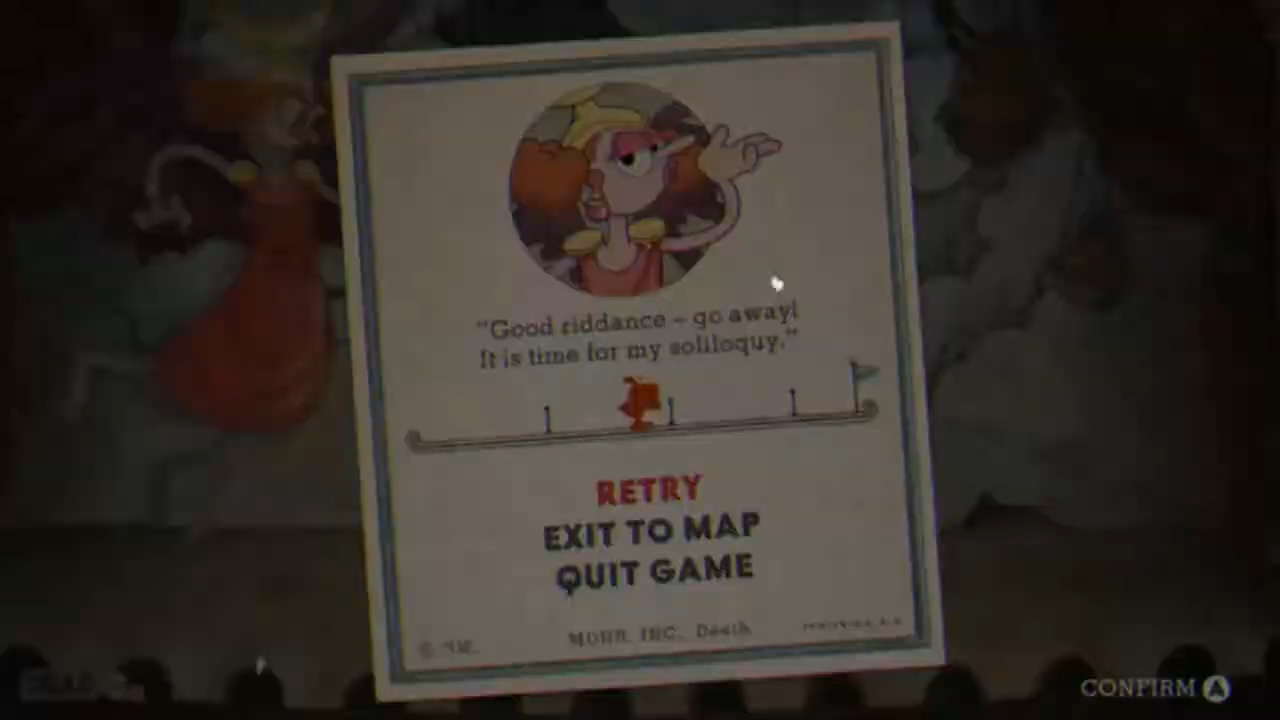 "Good riddance – go away!
It is time for my soliloquy."
RETRY
EXIT TO MAP
QUIT GAME
MDHR. INC. Death
CONFIRM A